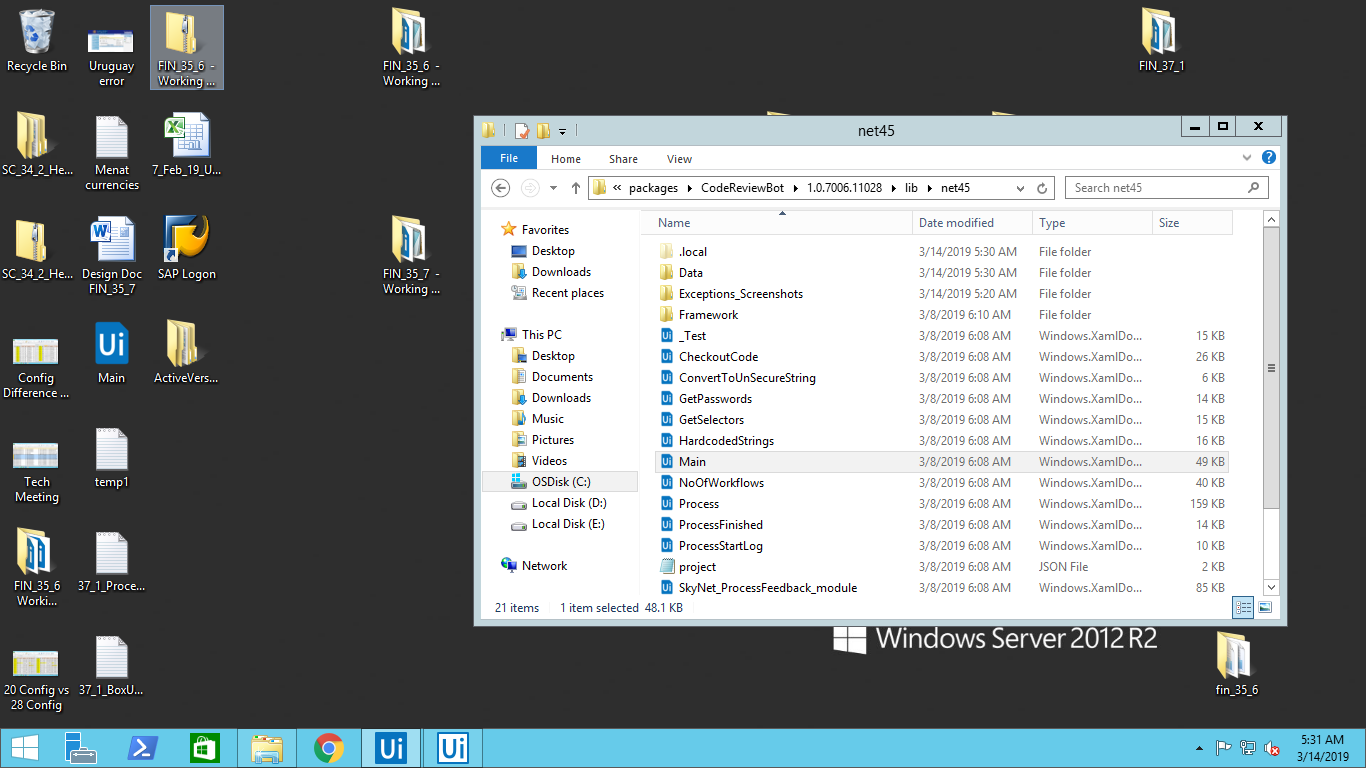 Recycle Bin
Uruguay
error
FIN_35_6 -
Working ...
FIN_35_6 -
Working ...
FIN_37_1
SC_34_2_He...
Menat
currencies
7_Feb_19_U...
SC_34_2_He...
Design Doc
FIN_35_7
SAP Logon
FIN_35_7 -
Working ...
Config
Difference ...
Main
ActiveVers...
Tech
Meeting
temp1
FIN_35_6
Worki...
37_1_Proce...
20 Config vs
28 Config
37_1_BoxU...
fin_35_6
net45
File Home Share View
« packages CodeReviewBot 1.0.7006.11028 lib net45
Search net45
Favorites
Desktop
Downloads
Recent places
This PC
Desktop
Documents
Downloads
Music
Pictures
Videos
OSDisk (C:)
Local Disk (D:)
Local Disk (E:)
Network
Name Date modified Type Size
.local 3/14/2019 5:30 AM File folder
Data 3/14/2019 5:30 AM File folder
Exceptions_Screenshots 3/14/2019 5:20 AM File folder
Framework 3/8/2019 6:10 AM File folder
_Test 3/8/2019 6:08 AM Windows.XamlDo... 15 KB
CheckoutCode 3/8/2019 6:08 AM Windows.XamlDo... 26 KB
ConvertToUnSecureString 3/8/2019 6:08 AM Windows.XamlDo... 6 KB
GetPasswords 3/8/2019 6:08 AM Windows.XamlDo... 14 KB
GetSelectors 3/8/2019 6:08 AM Windows.XamlDo... 15 KB
HardcodedStrings 3/8/2019 6:08 AM Windows.XamlDo... 16 KB
Main 3/8/2019 6:08 AM Windows.XamlDo... 49 KB
NoOfWorkflows 3/8/2019 6:08 AM Windows.XamlDo... 40 KB
Process 3/8/2019 6:08 AM Windows.XamlDo... 159 KB
ProcessFinished 3/8/2019 6:08 AM Windows.XamlDo... 14 KB
ProcessStartLog 3/8/2019 6:08 AM Windows.XamlDo... 10 KB
project 3/8/2019 6:08 AM JSON File 2 KB
SkyNet_ProcessFeedback_module 3/8/2019 6:08 AM Windows.XamlDo... 85 KB
21 items 1 item selected 48.1 KB
Windows Server 2012 R2
Ui
Ui
Ui
5:31 AM
3/14/2019